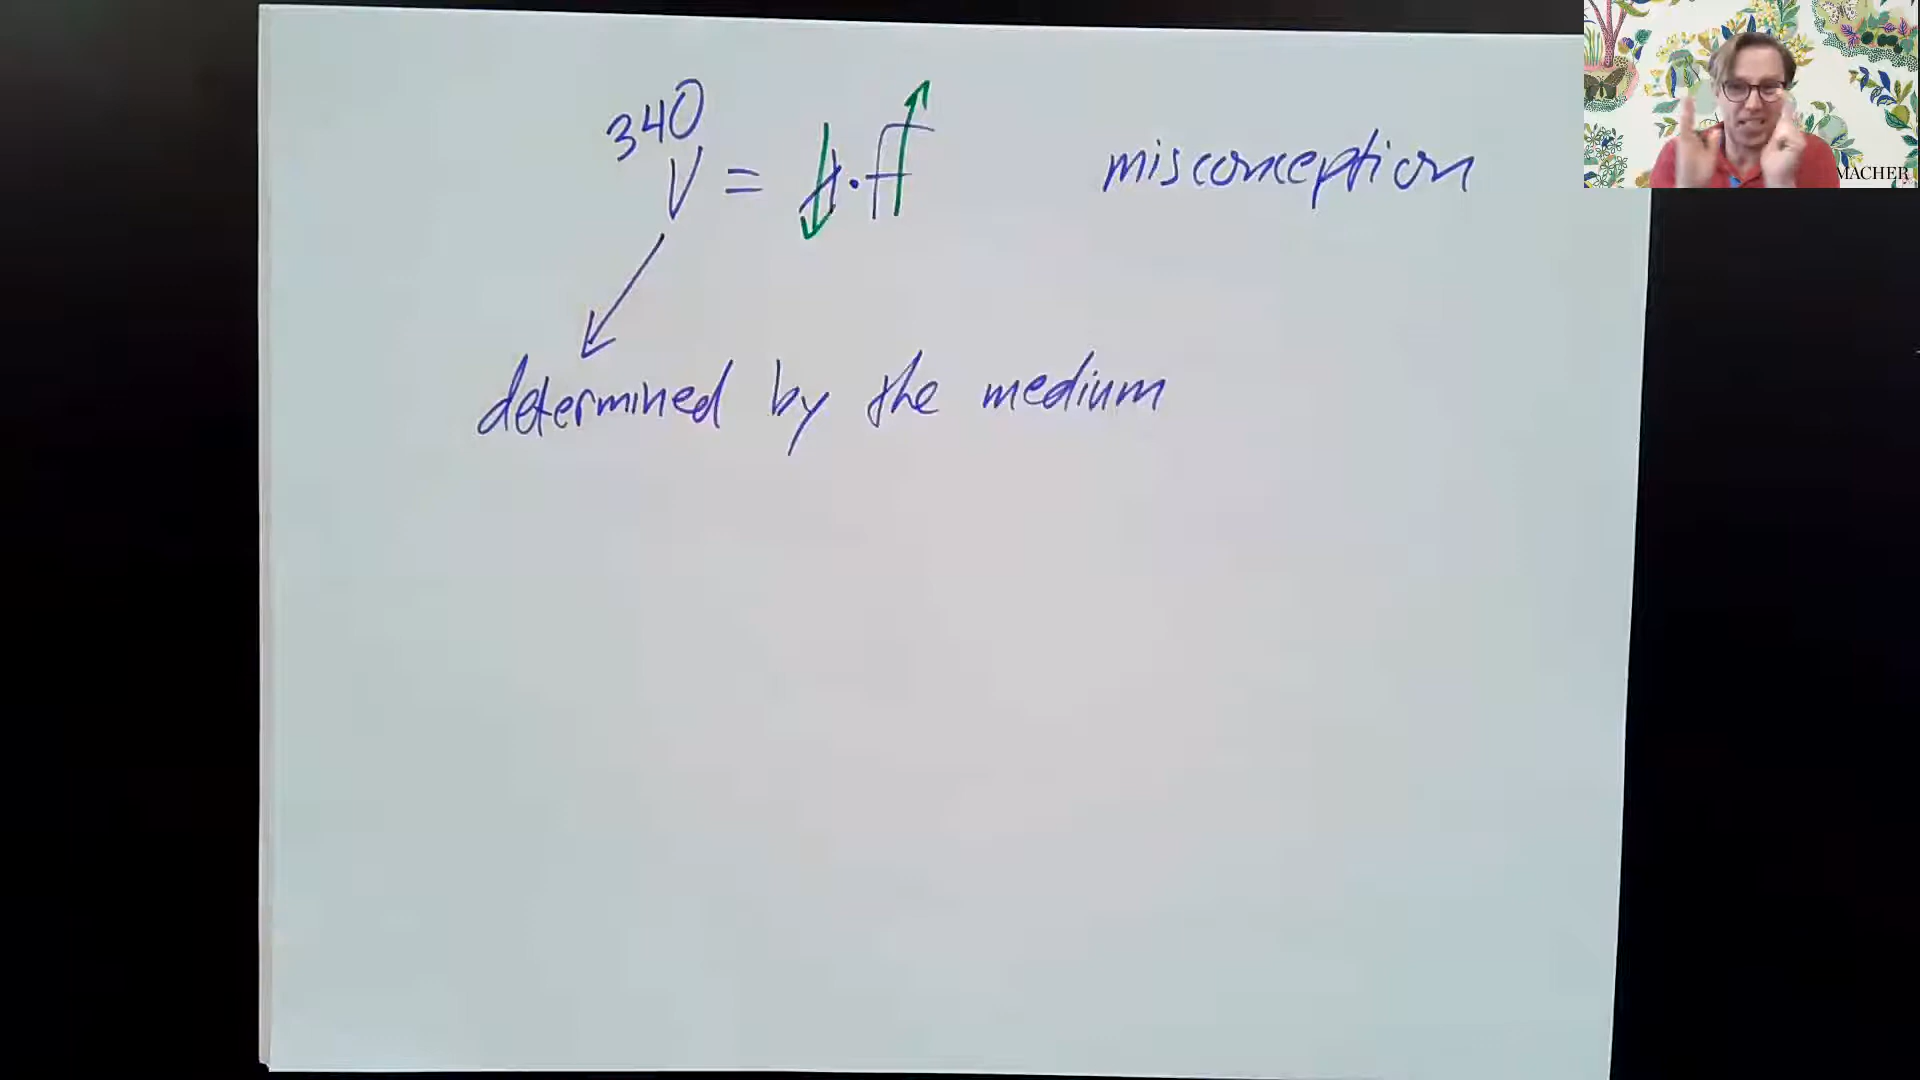 340
V = λ·f misconception
determined by the medium
MACHER